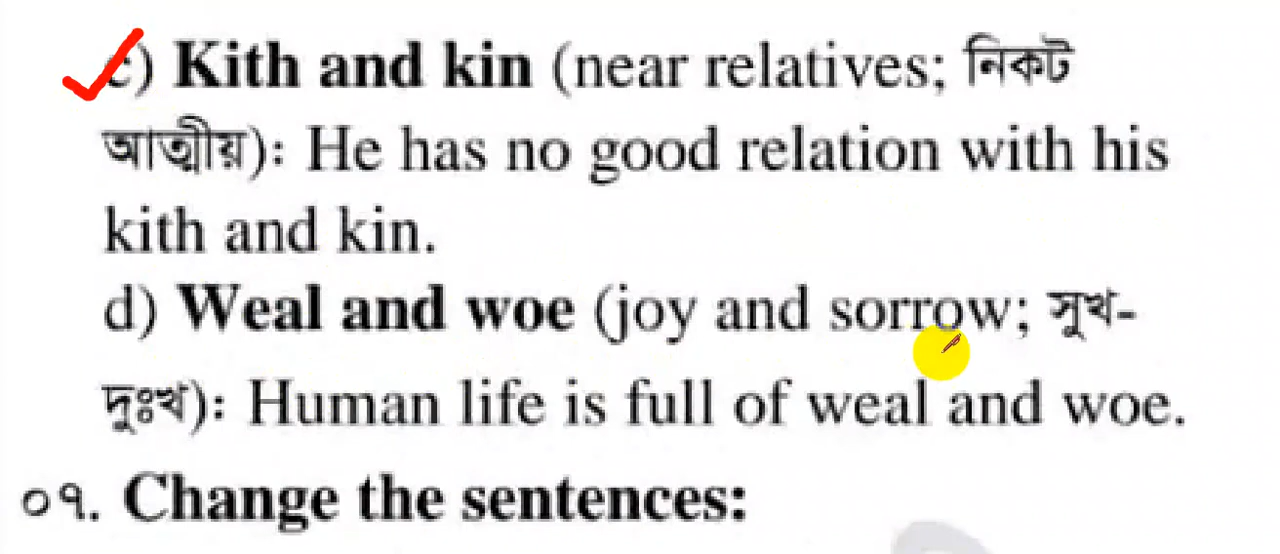 c) Kith and kin (near relatives; নিকট
আত্মীয়): He has no good relation with his
kith and kin.
d) Weal and woe (joy and sorrow; সুখ-
দুঃখ): Human life is full of weal and woe.
০৭. Change the sentences: